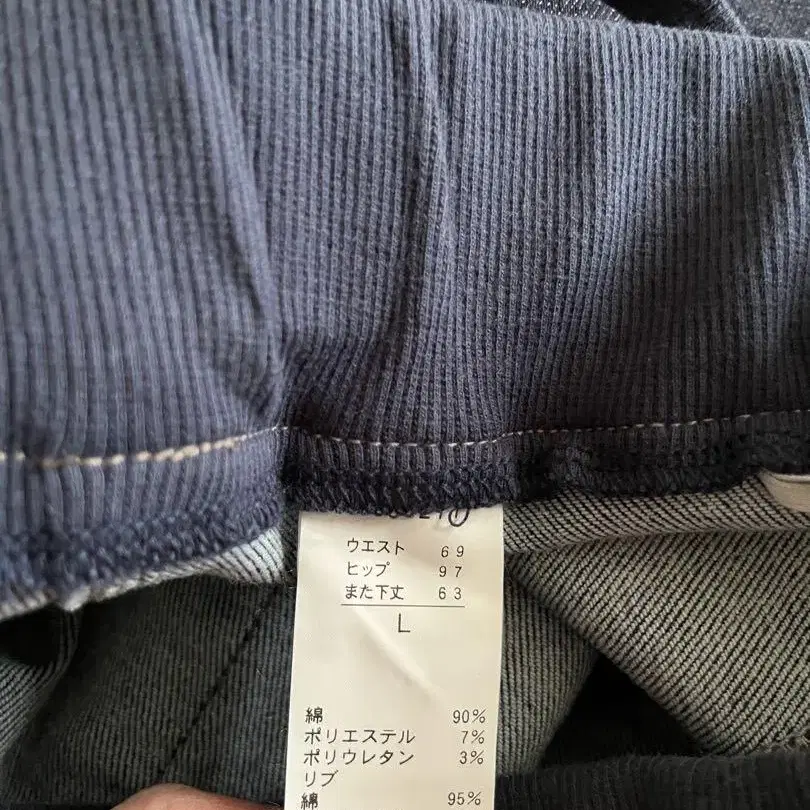 ウエスト 69
ヒップ 97
また下丈 63
L
綿 90%
ポリエステル 7%
ポリウレタン 3%
リブ
綿 95%